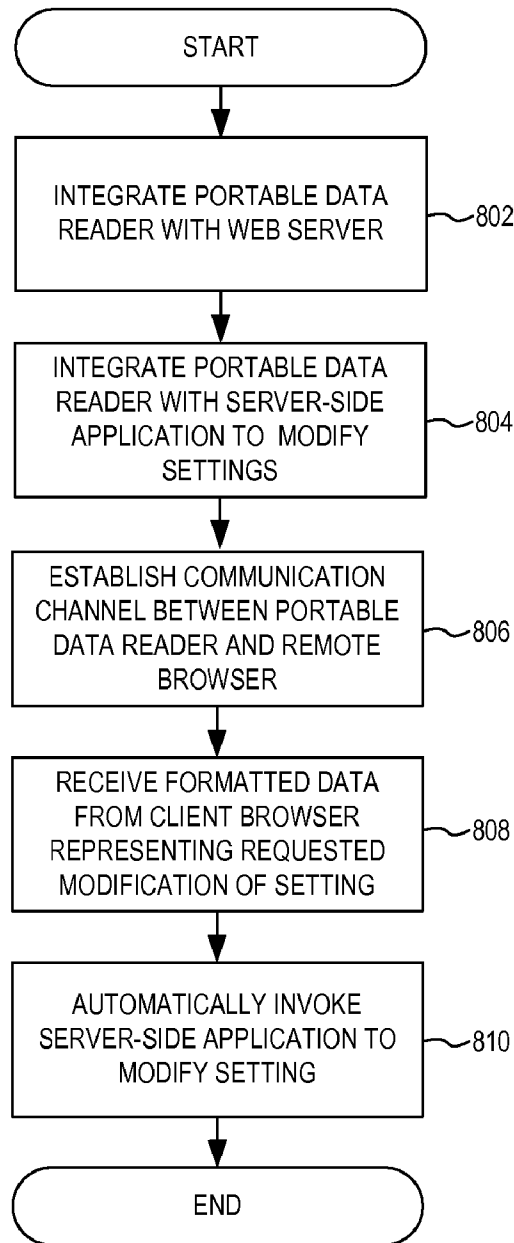 START
INTEGRATE PORTABLE DATA
READER WITH WEB SERVER
802
INTEGRATE PORTABLE DATA
READER WITH SERVER-SIDE
APPLICATION TO MODIFY
SETTINGS
804
ESTABLISH COMMUNICATION
CHANNEL BETWEEN PORTABLE
DATA READER AND REMOTE
BROWSER
806
RECEIVE FORMATTED DATA
FROM CLIENT BROWSER
REPRESENTING REQUESTED
MODIFICATION OF SETTING
808
AUTOMATICALLY INVOKE
SERVER-SIDE APPLICATION TO
MODIFY SETTING
810
END